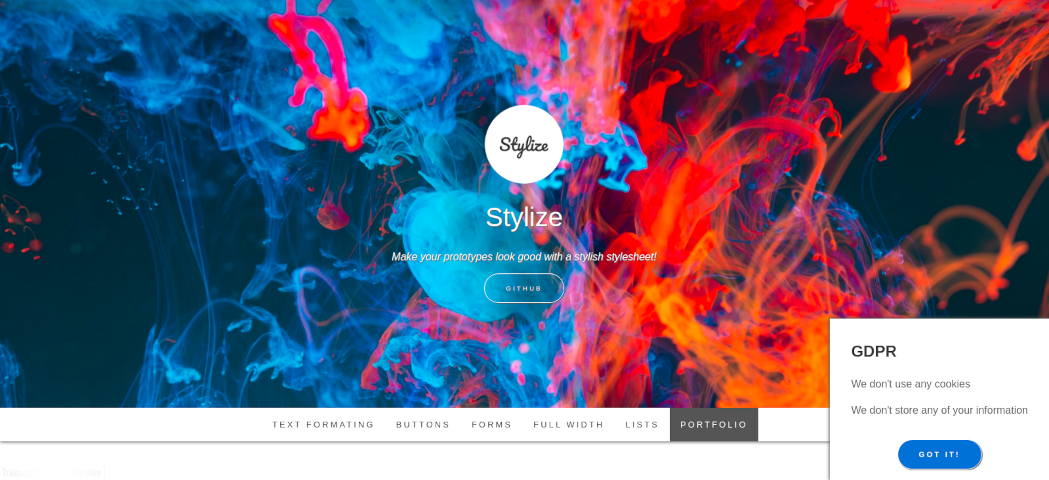 Stylize
Stylize
Make your prototypes look good with a stylish stylesheet!
GITHUB
TEXT FORMATING BUTTONS FORMS FULL WIDTH LISTS PORTFOLIO
GDPR
We don't use any cookies
We don't store any of your information
GOT IT!